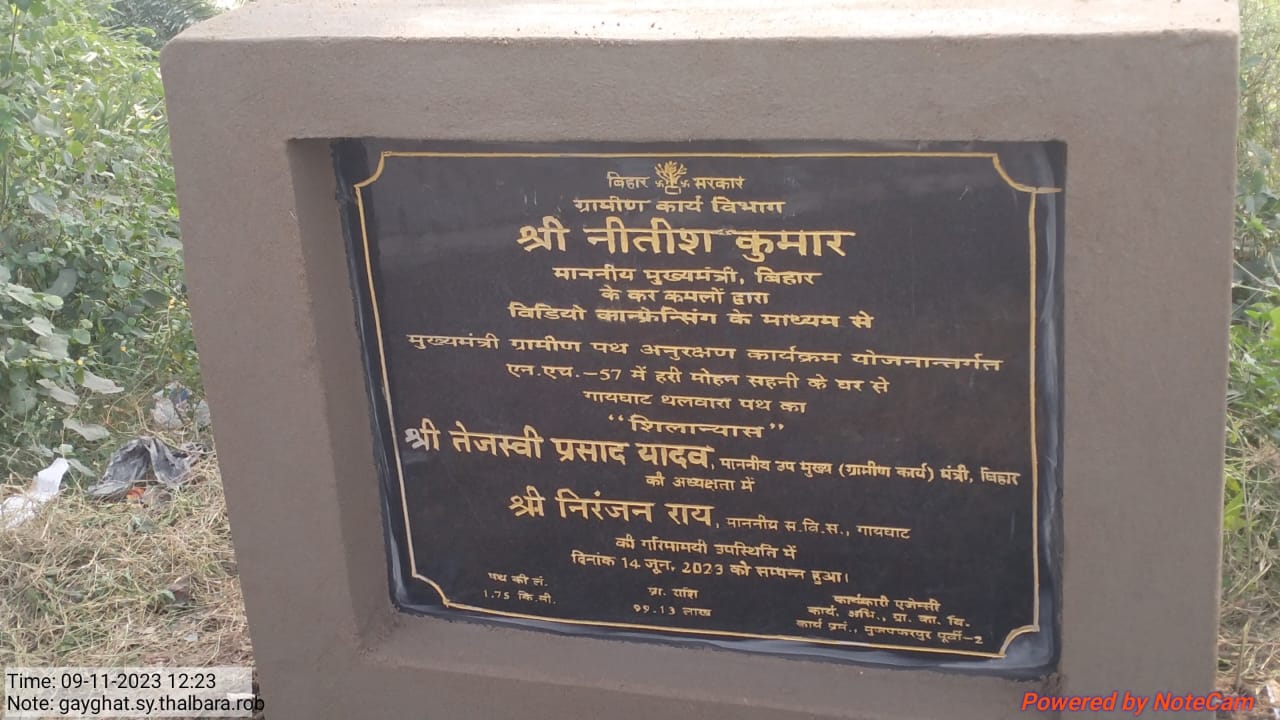 बिहार सरकार
ग्रामीण कार्य विभाग
श्री नीतीश कुमार
माननीय मुख्यमंत्री, बिहार
के कर कमलों द्वारा
विडियो कान्फ्रेन्सिंग के माध्यम से
मुख्यमंत्री ग्रामीण पथ अनुरक्षण कार्यक्रम योजनान्तर्गत
एन.एच.-57 में हरी मोहन सहनी के घर से
गायघाट थलवारा पथ का
“शिलान्यास”
श्री तेजस्वी प्रसाद यादव, माननीय उप मुख्य (ग्रामीण कार्य) मंत्री, बिहार
की अध्यक्षता में
श्री निरंजन राय, माननीय स.वि.स., गायघाट
की गरिमामयी उपस्थिति में
दिनांक 14 जून, 2023 को सम्पन्न हुआ।
पथ की लं.
1.75 कि.मी.
प्रा. राशि
99.13 लाख
कार्यकारी एजेन्सी
कार्य. अभि., ग्रा. का. वि.
कार्य प्रमं., मुजफ्फरपुर पूर्वी-2
Time: 09-11-2023 12:23
Note: gayghat.sy.thalbara.rob
Powered by NoteCam